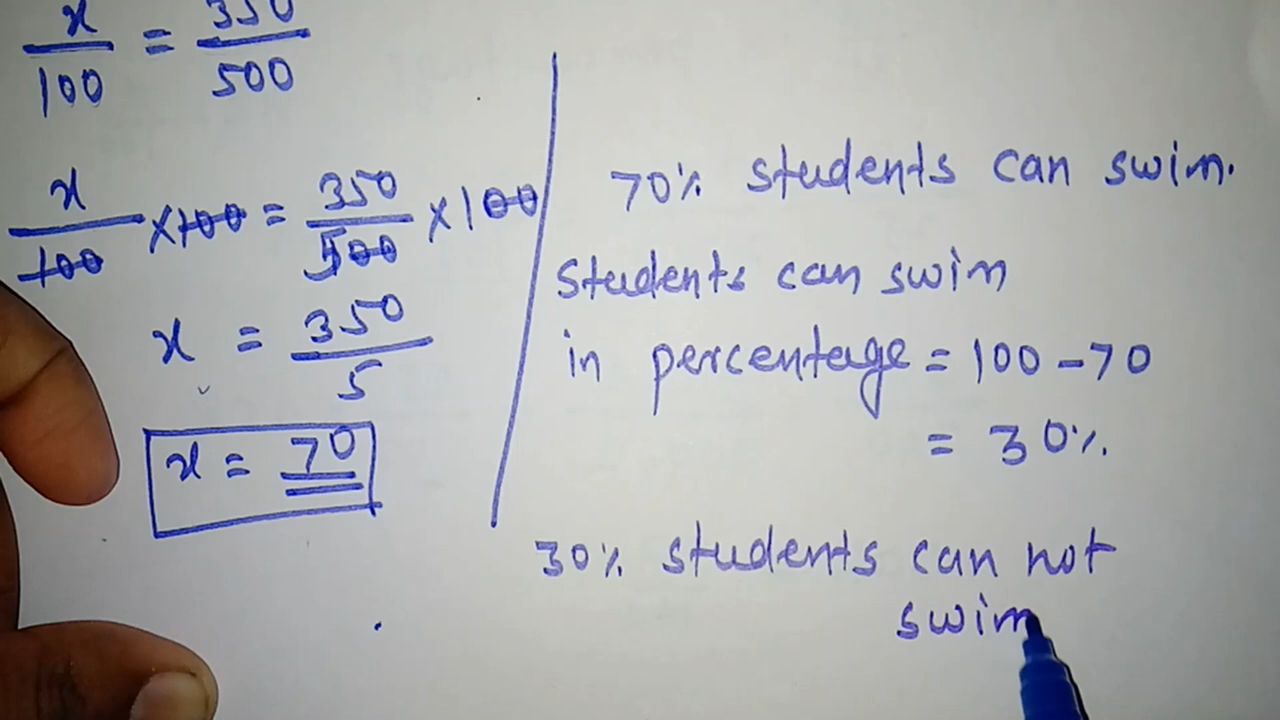 x/100 = 350/500
x/100 × 100 = 350/500 × 100
x = 350/5
x = 70
70% students can swim.
Students can swim
in percentage = 100 - 70
= 30%.
30% students can not
swim